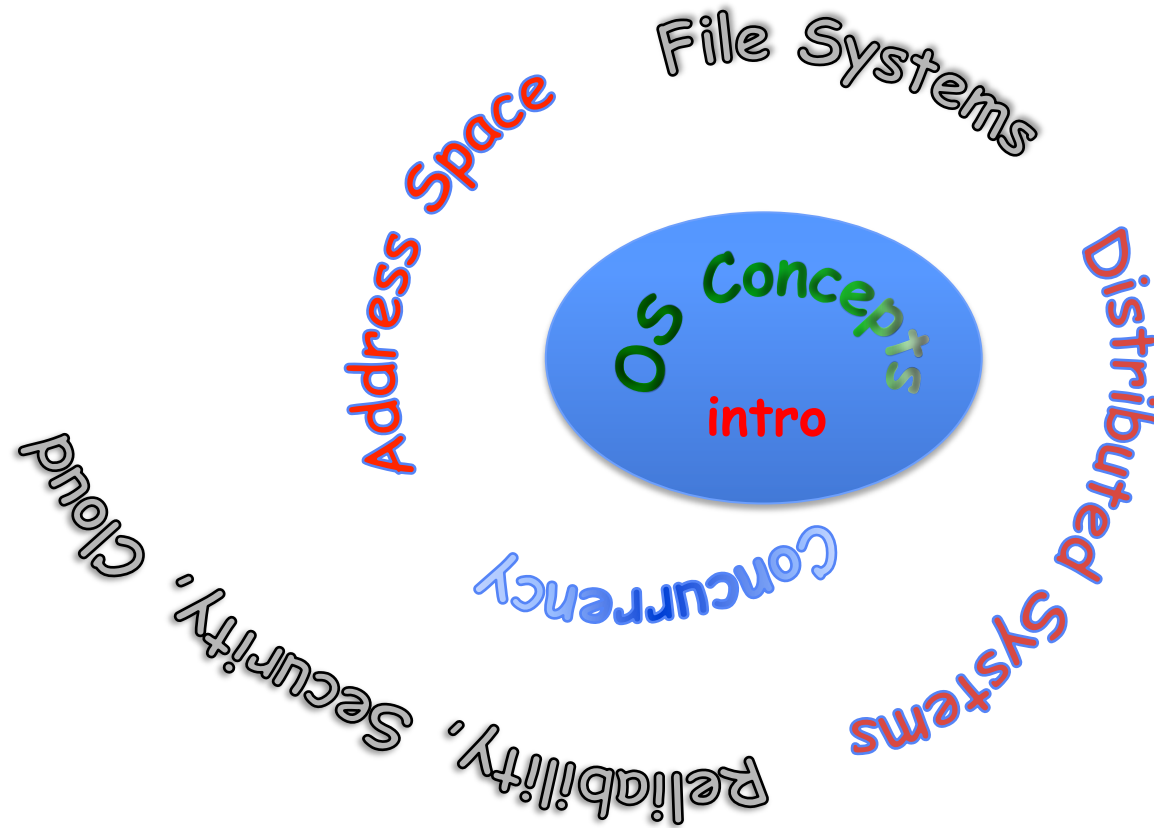 OS Concepts
intro
Concurrency
Address Space
File Systems
Distributed Systems
Reliability, Security, Cloud